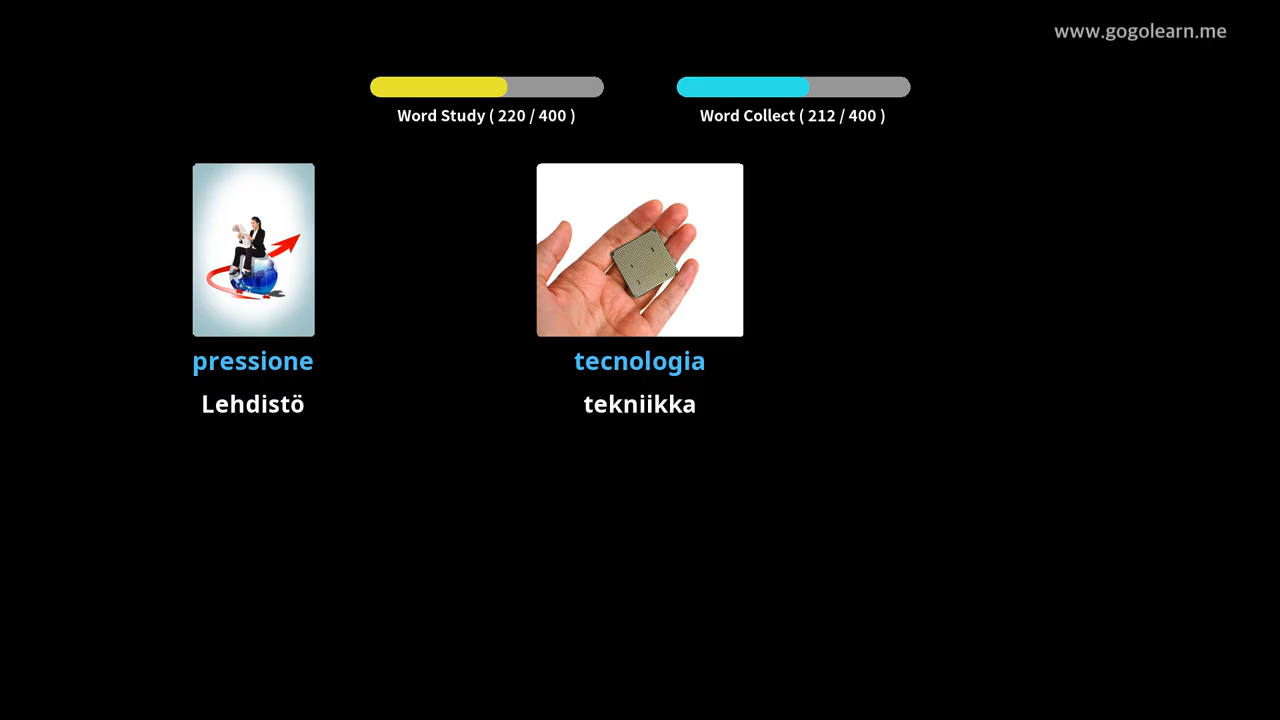 www.gogolearn.me
Word Study ( 220 / 400 )
Word Collect ( 212 / 400 )
pressione
Lehdistö
tecnologia
tekniikka